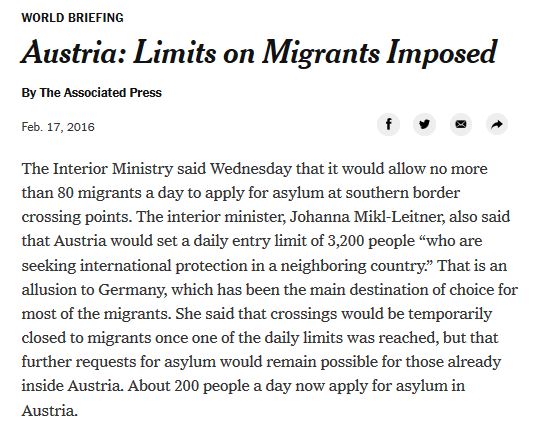 WORLD BRIEFING
Austria: Limits on Migrants Imposed
By The Associated Press
Feb. 17, 2016
The Interior Ministry said Wednesday that it would allow no more
than 80 migrants a day to apply for asylum at southern border
crossing points. The interior minister, Johanna Mikl-Leitner, also said
that Austria would set a daily entry limit of 3,200 people “who are
seeking international protection in a neighboring country.” That is an
allusion to Germany, which has been the main destination of choice for
most of the migrants. She said that crossings would be temporarily
closed to migrants once one of the daily limits was reached, but that
further requests for asylum would remain possible for those already
inside Austria. About 200 people a day now apply for asylum in
Austria.